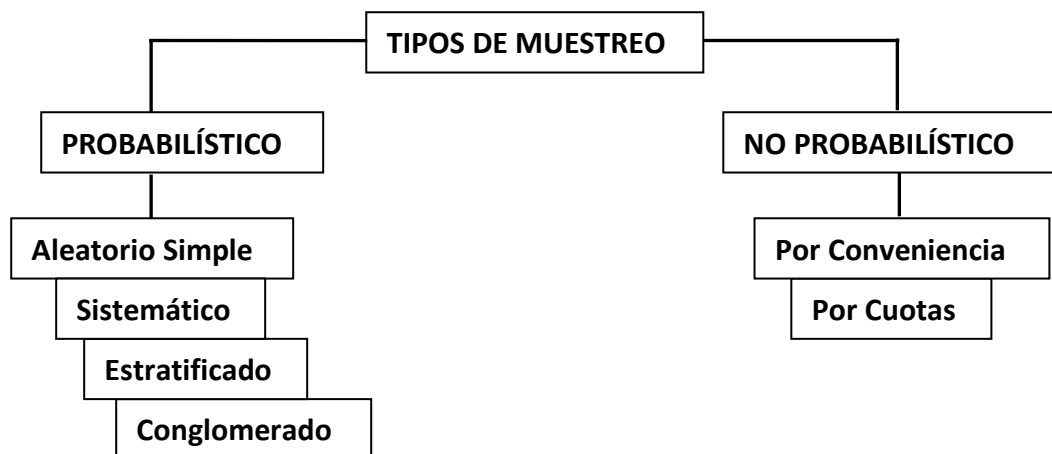 TIPOS DE MUESTREO
PROBABILÍSTICO
NO PROBABILÍSTICO
Aleatorio Simple
Sistemático
Estratificado
Conglomerado
Por Conveniencia
Por Cuotas